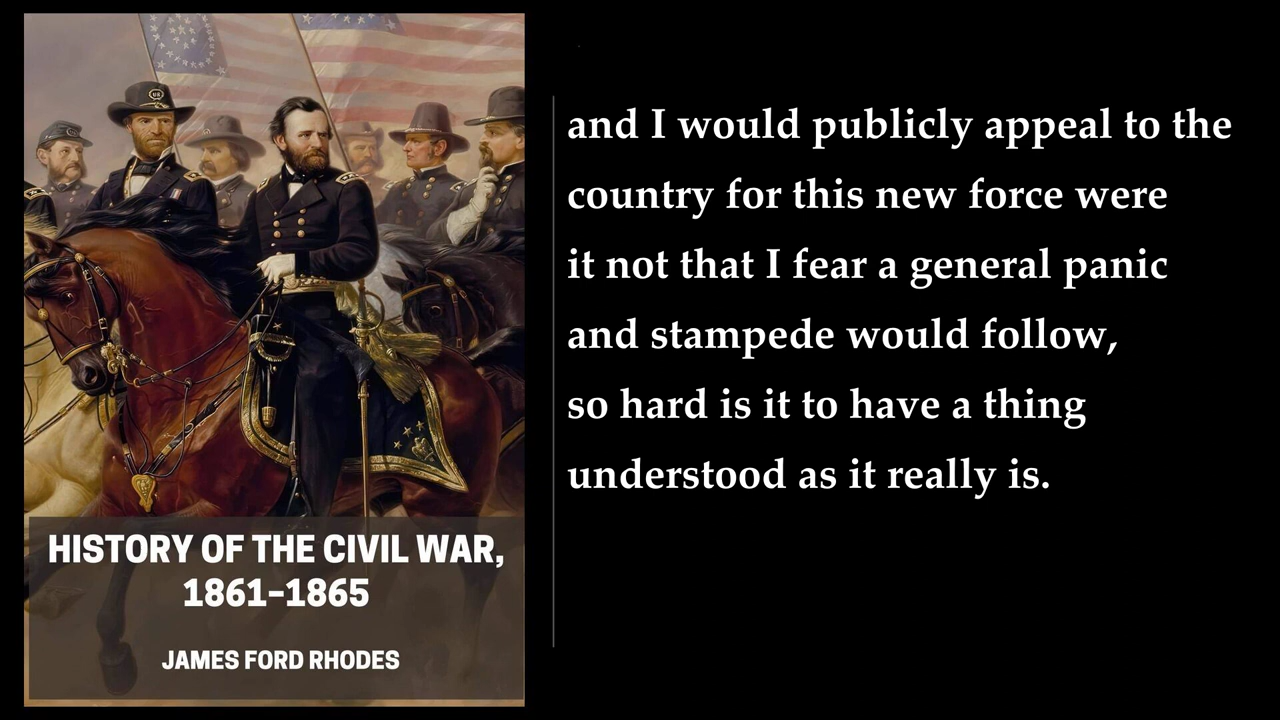 HISTORY OF THE CIVIL WAR,
1861–1865
JAMES FORD RHODES
and I would publicly appeal to the
country for this new force were
it not that I fear a general panic
and stampede would follow,
so hard is it to have a thing
understood as it really is.